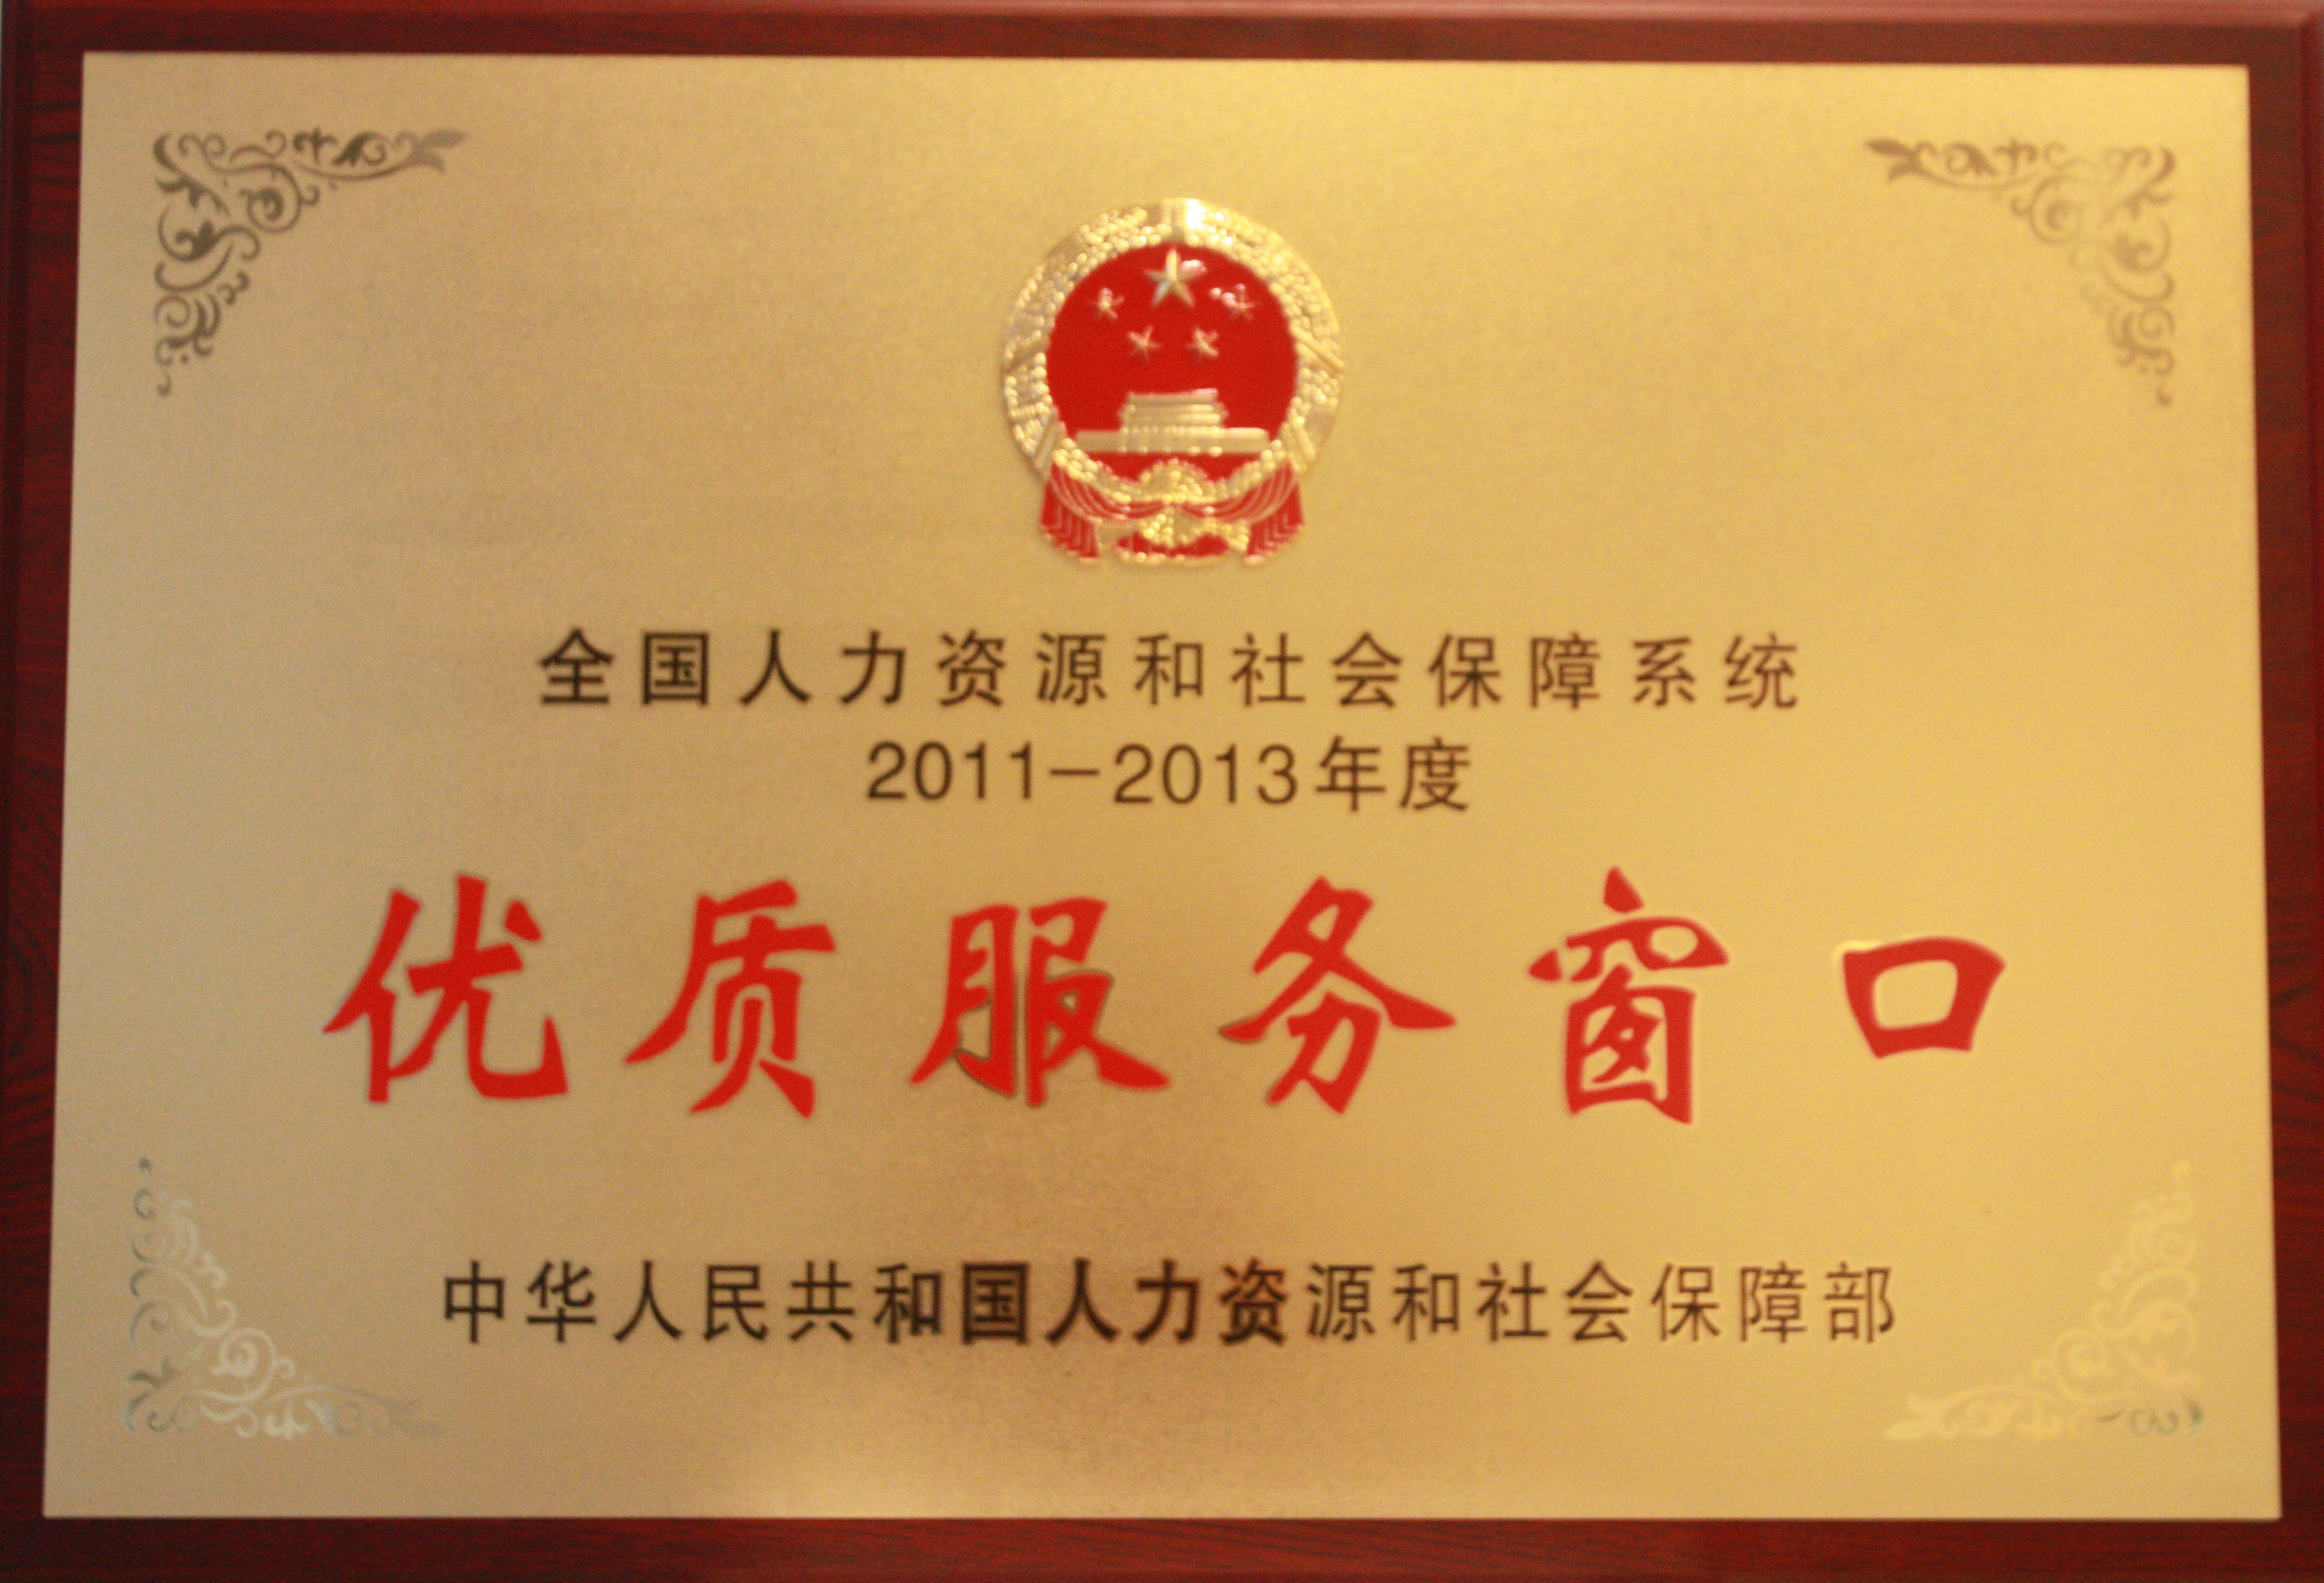 全国人力资源和社会保障系统
2011-2013年度
优质服务窗口
中华人民共和国人力资源和社会保障部